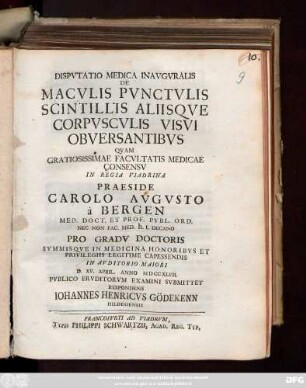 10.
9
DISPVTATIO MEDICA INAVGVRALIS
DE
MACVLIS PVNCTVLIS
SCINTILLIS ALIISQVE
CORPVSCVLIS VISVI
OBVERSANTIBVS
QVAM
GRATIOSISSIMAE FACVLTATIS MEDICAE
CONSENSV
IN REGIA VIADRINA
PRAESIDE
CAROLO AVGVSTO
à BERGEN
MED. DOCT. ET PROF. PVBL. ORD.
NEC NON FAC. MED. h. t. DECANO
PRO GRADV DOCTORIS
SVMMISQVE IN MEDICINA HONORIBVS ET
PRIVILEGIIS LEGITIME CAPESSENDIS
IN AVDITORIO MAIORI
D. XV. APRIL. ANNO MDCCXLVII.
PVBLICO ERVDITORVM EXAMINI SVBMITTET
RESPONDENS
IOHANNES HENRICVS GÖDEKENN
HILDESIENSIS
FRANCOFVRTI AD VIADRVM,
TYPIS PHILIPPI SCHWARTZII, ACAD. REG. TYP.